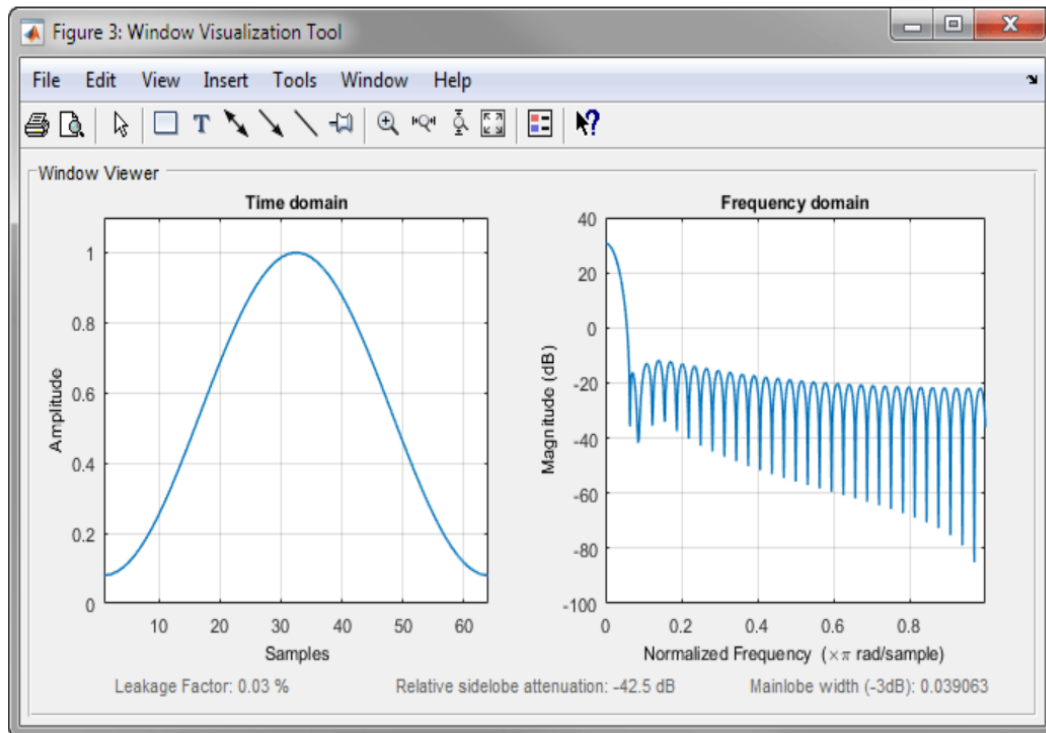 Figure 3: Window Visualization Tool
File Edit View Insert Tools Window Help
T
?
Window Viewer
Time domain
Amplitude
1
0.8
0.6
0.4
0.2
0
10 20 30 40 50 60
Samples
Frequency domain
Magnitude (dB)
40
20
0
-20
-40
-60
-80
-100
0 0.2 0.4 0.6 0.8
Normalized Frequency (×π rad/sample)
Leakage Factor: 0.03 %
Relative sidelobe attenuation: -42.5 dB
Mainlobe width (-3dB): 0.039063